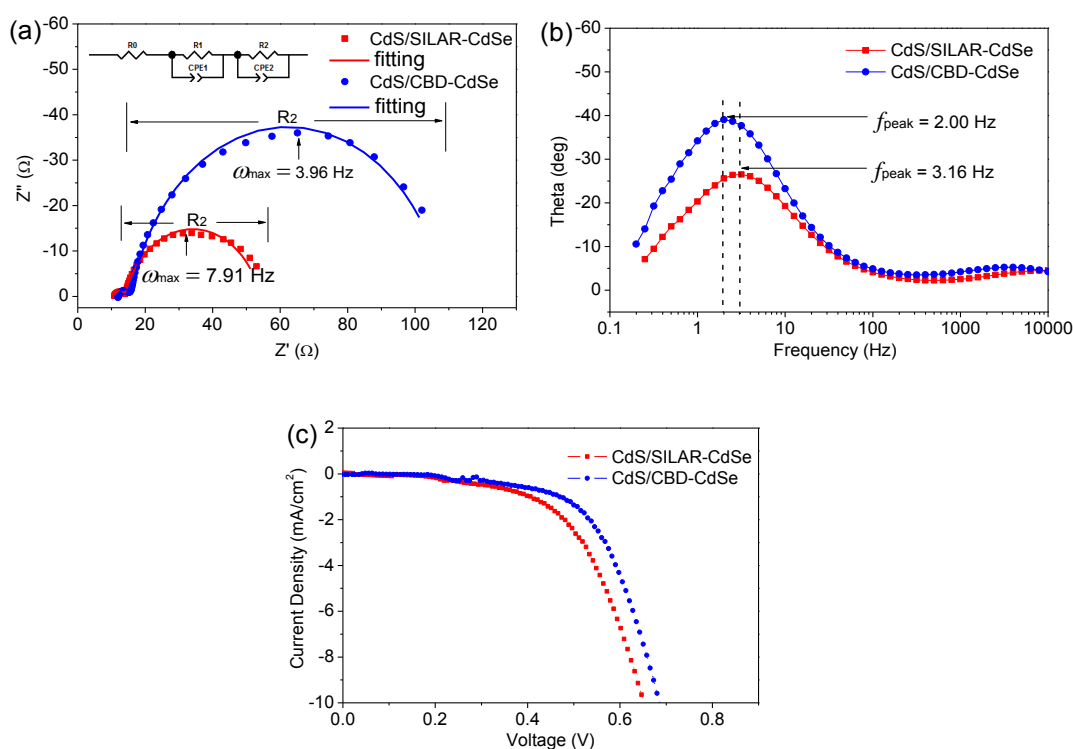 (a)
R0
R1
R2
CPE1
CPE2
CdS/SILAR-CdSe
fitting
CdS/CBD-CdSe
fitting
R2
ωmax = 3.96 Hz
R2
ωmax = 7.91 Hz
-60
-50
-40
-30
-20
-10
0
Z'' (Ω)
0 20 40 60 80 100 120
Z' (Ω)
(b)
CdS/SILAR-CdSe
CdS/CBD-CdSe
fpeak = 2.00 Hz
fpeak = 3.16 Hz
-60
-50
-40
-30
-20
-10
0
Theta (deg)
0.1 1 10 100 1000 10000
Frequency (Hz)
(c)
CdS/SILAR-CdSe
CdS/CBD-CdSe
0
-2
-4
-6
-8
-10
Current Density (mA/cm²)
0.0 0.2 0.4 0.6 0.8
Voltage (V)